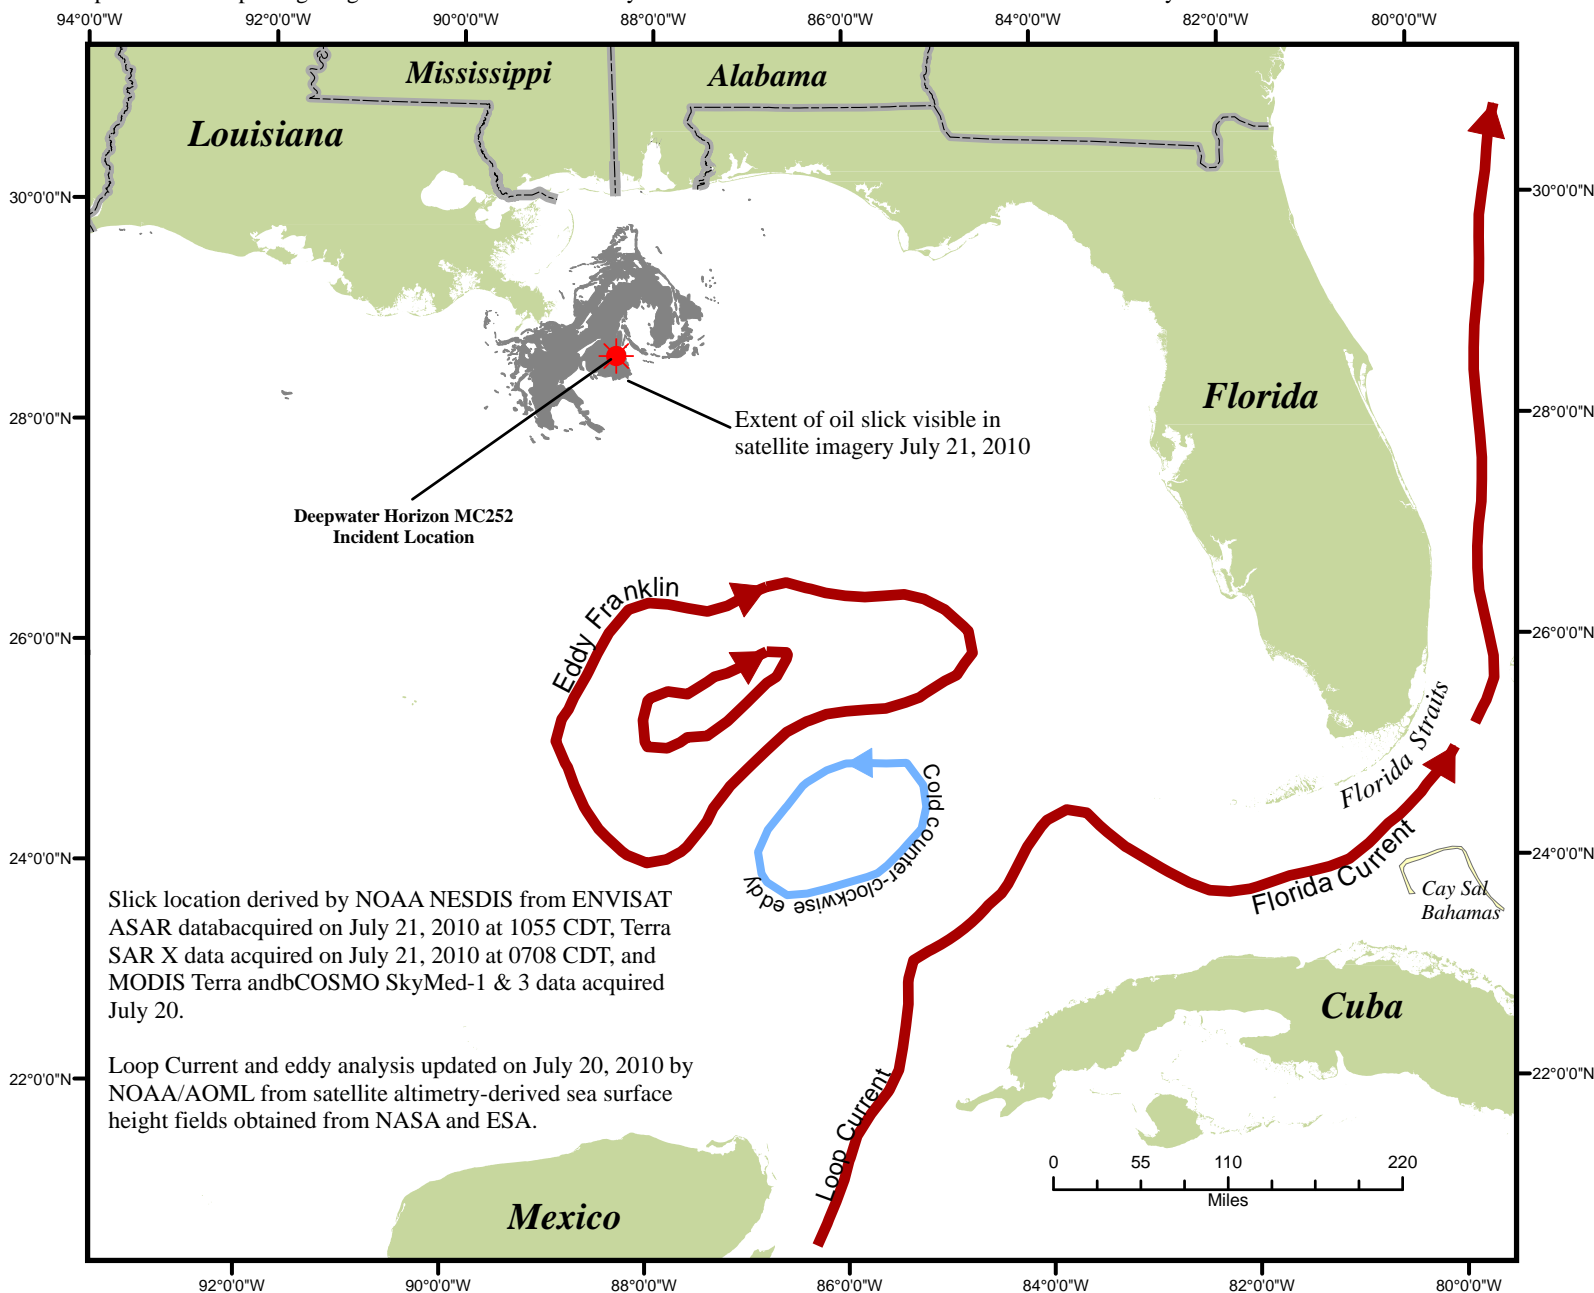 94°0'0"W 92°0'0"W 90°0'0"W 88°0'0"W 86°0'0"W 84°0'0"W 82°0'0"W 80°0'0"W
Mississippi
Alabama
Louisiana
30°0'0"N
30°0'0"N
Florida
28°0'0"N
28°0'0"N
Extent of oil slick visible in
satellite imagery July 21, 2010
Deepwater Horizon MC252
Incident Location
Eddy Franklin
26°0'0"N
26°0'0"N
Florida Straits
Cold counter-clockwise eddy
Florida Current
24°0'0"N
24°0'0"N
Cay Sal
Bahamas
Slick location derived by NOAA NESDIS from ENVISAT
ASAR databacquired on July 21, 2010 at 1055 CDT, Terra
SAR X data acquired on July 21, 2010 at 0708 CDT, and
MODIS Terra andbCOSMO SkyMed-1 & 3 data acquired
July 20.
Cuba
Loop Current and eddy analysis updated on July 20, 2010 by
NOAA/AOML from satellite altimetry-derived sea surface
height fields obtained from NASA and ESA.
22°0'0"N
22°0'0"N
Loop Current
0 55 110 220
Miles
Mexico
92°0'0"W 90°0'0"W 88°0'0"W 86°0'0"W 84°0'0"W 82°0'0"W 80°0'0"W